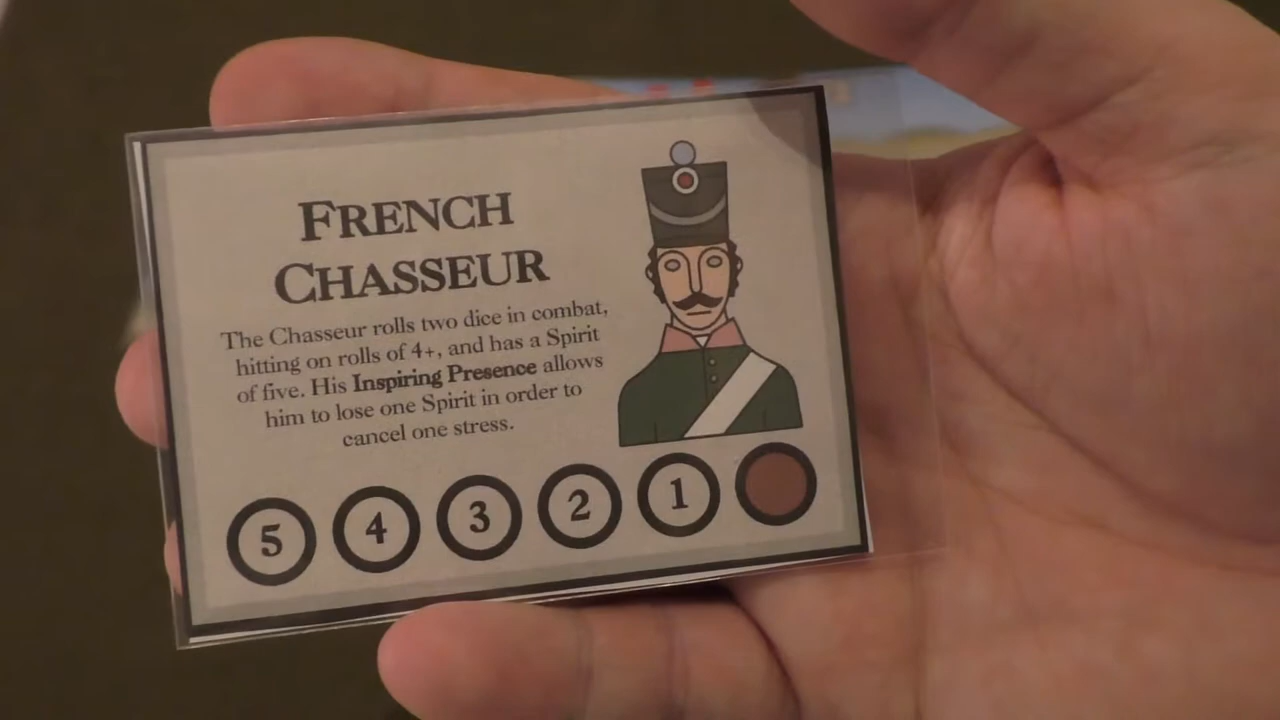 FRENCH
CHASSEUR
The Chasseur rolls two dice in combat,
hitting on rolls of 4+, and has a Spirit
of five. His Inspiring Presence allows
him to lose one Spirit in order to
cancel one stress.
5 4 3 2 1